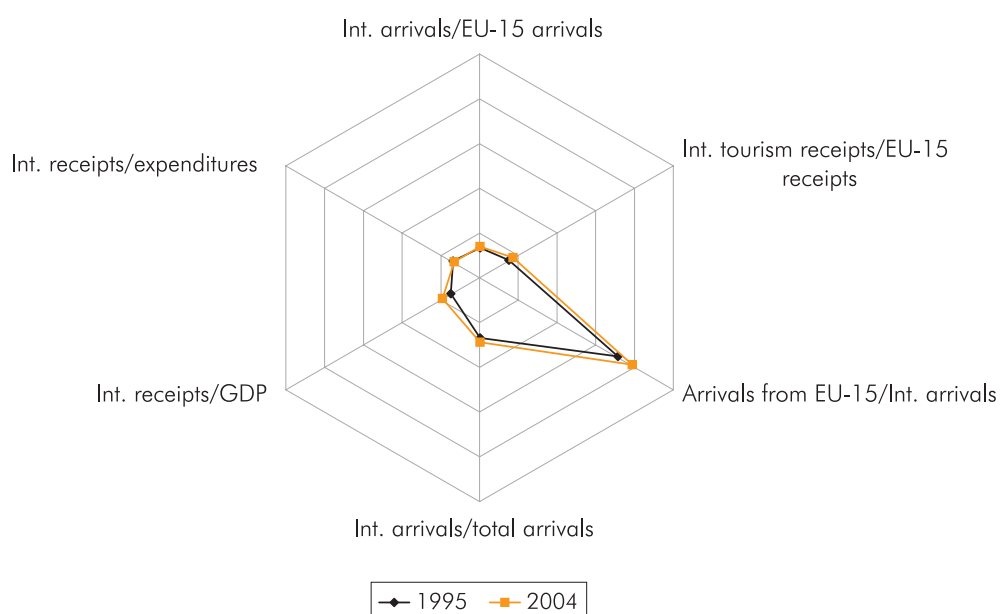 Int. arrivals/EU-15 arrivals
Int. receipts/expenditures
Int. tourism receipts/EU-15
receipts
Int. receipts/GDP
Arrivals from EU-15/Int. arrivals
Int. arrivals/total arrivals
1995
2004